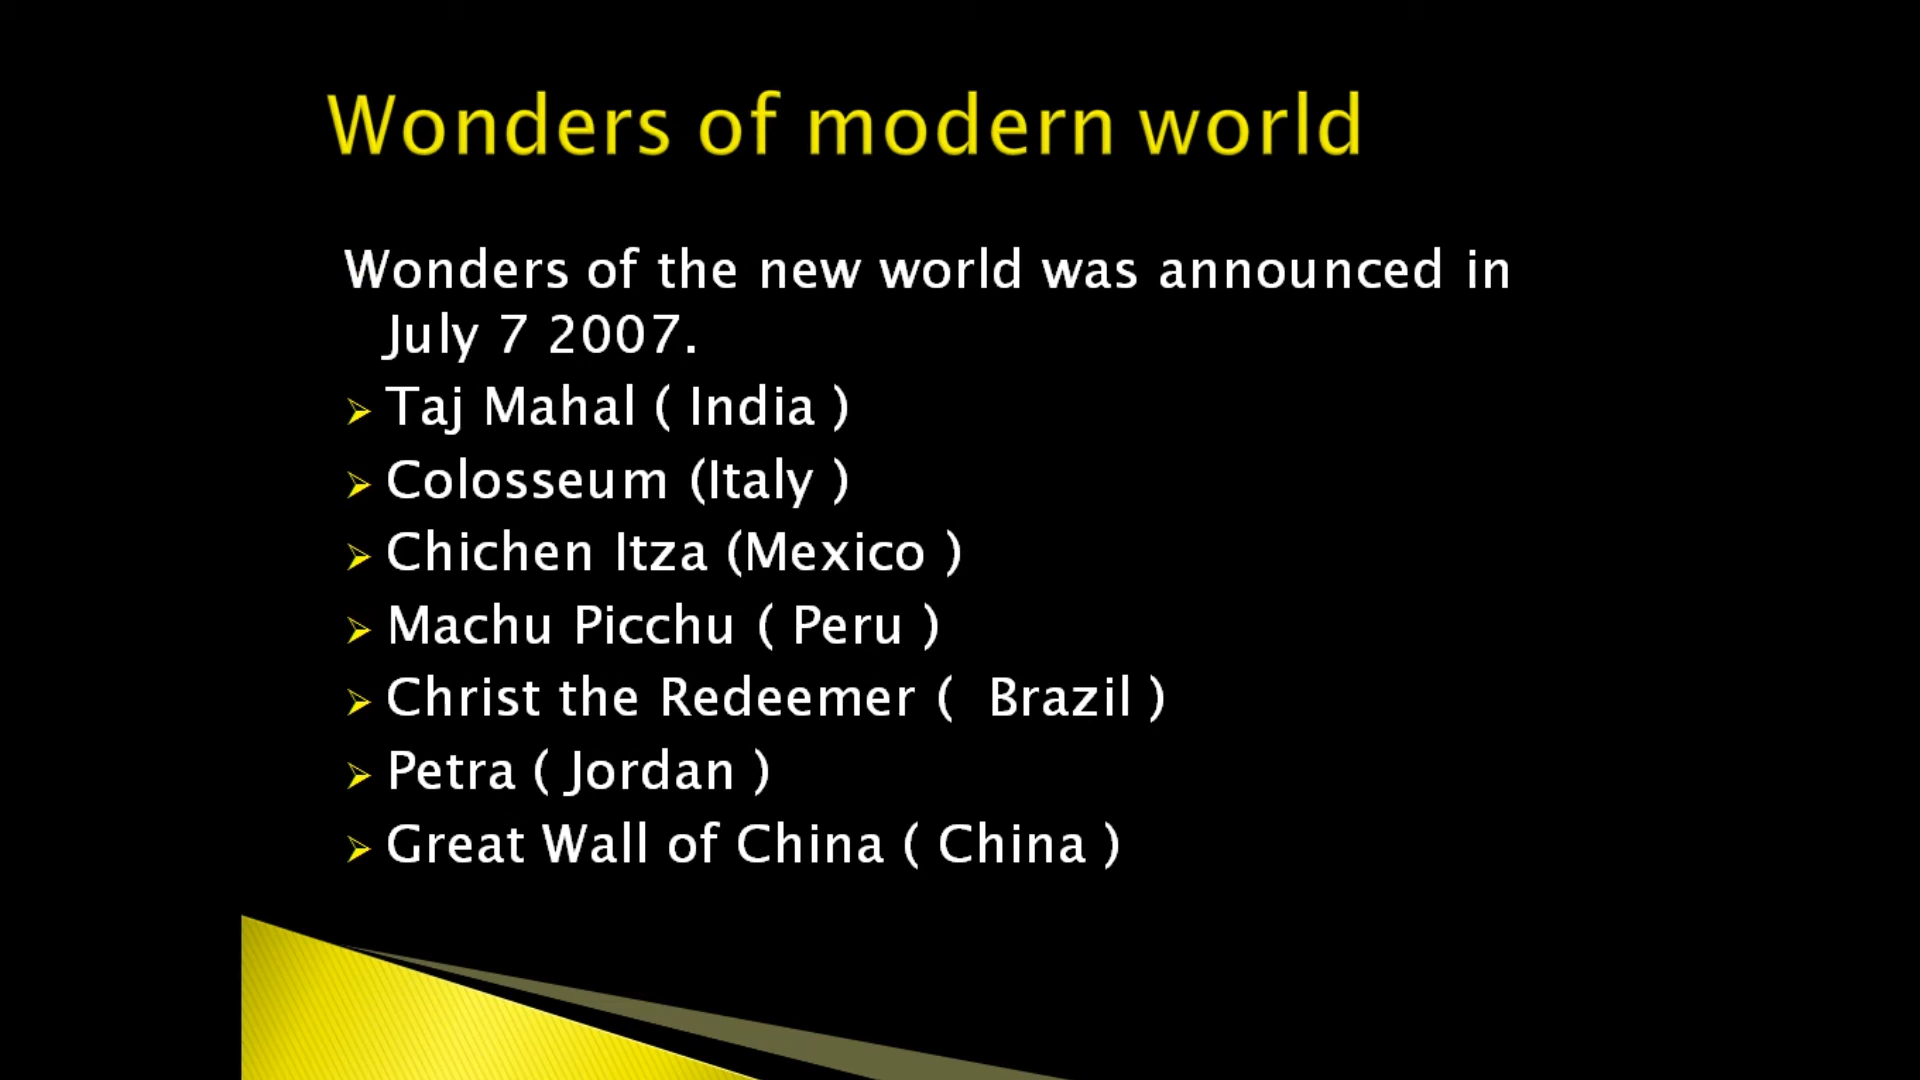 Wonders of modern world
Wonders of the new world was announced in
July 7 2007.
Taj Mahal ( India )
Colosseum (Italy )
Chichen Itza (Mexico )
Machu Picchu ( Peru )
Christ the Redeemer (  Brazil )
Petra ( Jordan )
Great Wall of China ( China )